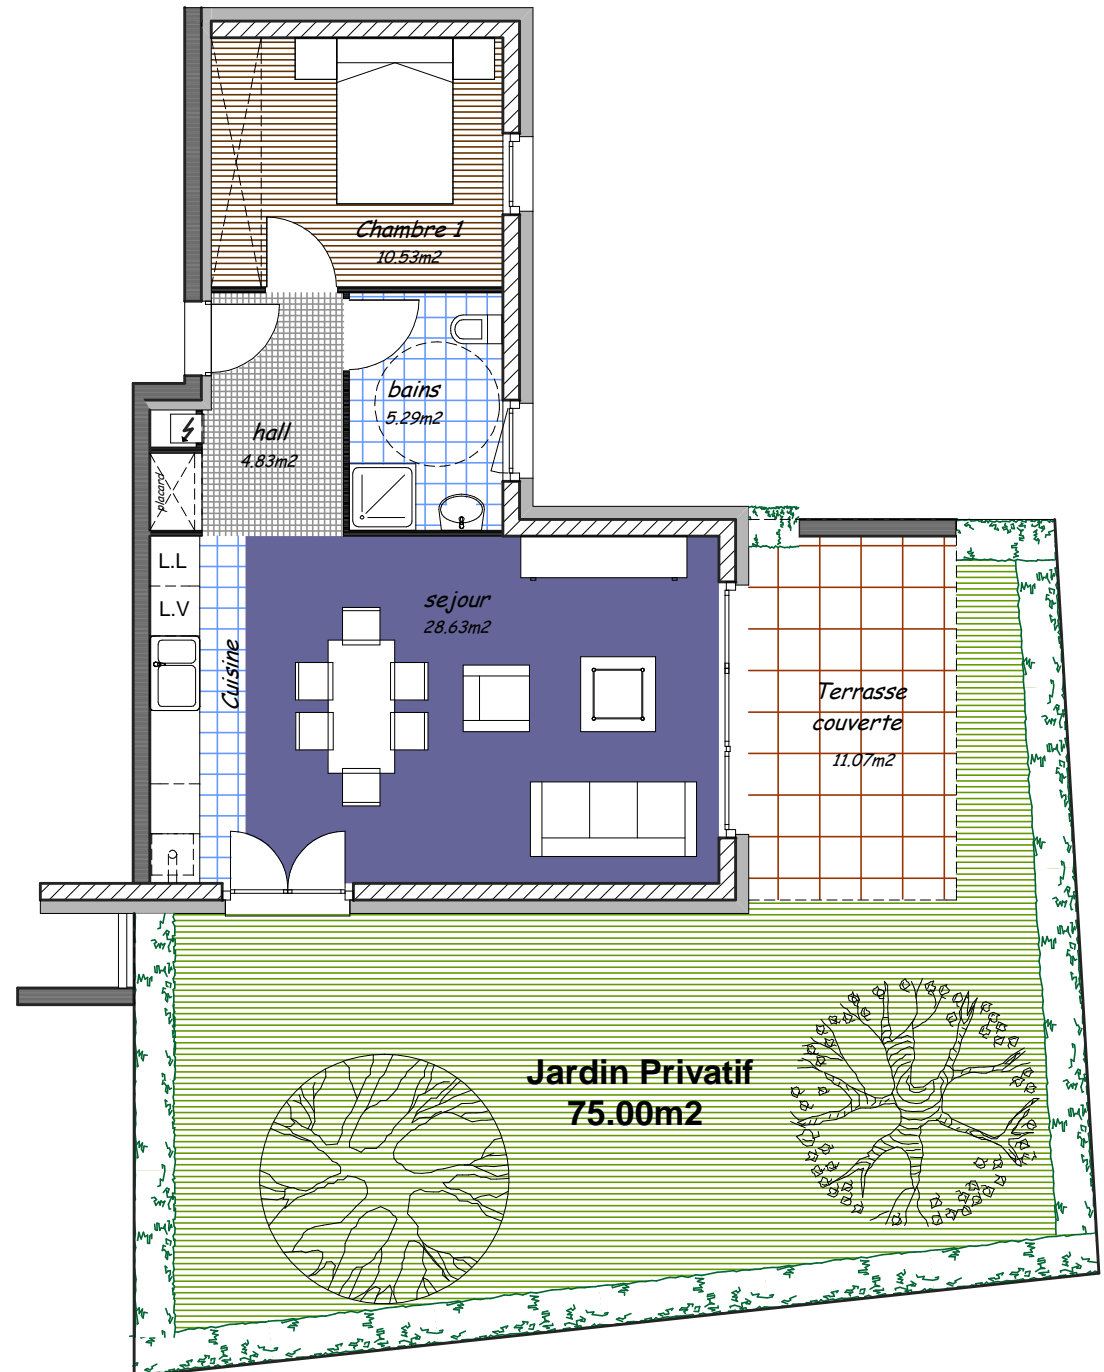 Chambre 1
10.53m2
bains
5.29m2
hall
4.83m2
placard
L.L
L.V
sejour
28.63m2
Cuisine
Terrasse
couverte
11.07m2
Jardin Privatif
75.00m2